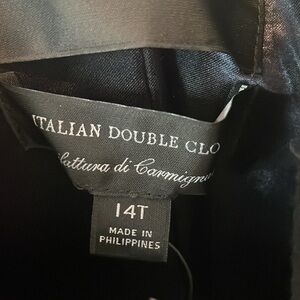 ITALIAN DOUBLE CLO
fattura di Carmigna
14T
MADE IN
PHILIPPINES